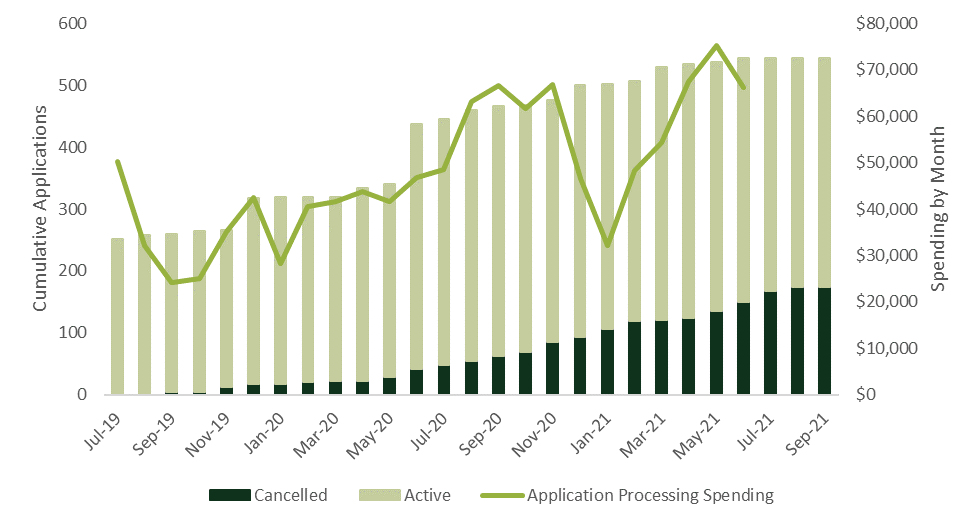 Cumulative Applications
600
500
400
300
200
100
0
$80,000
$70,000
$60,000
$50,000
$40,000
$30,000
$20,000
$10,000
$0
Spending by Month
Jul-19
Sep-19
Nov-19
Jan-20
Mar-20
May-20
Jul-20
Sep-20
Nov-20
Jan-21
Mar-21
May-21
Jul-21
Sep-21
Cancelled
Active
Application Processing Spending